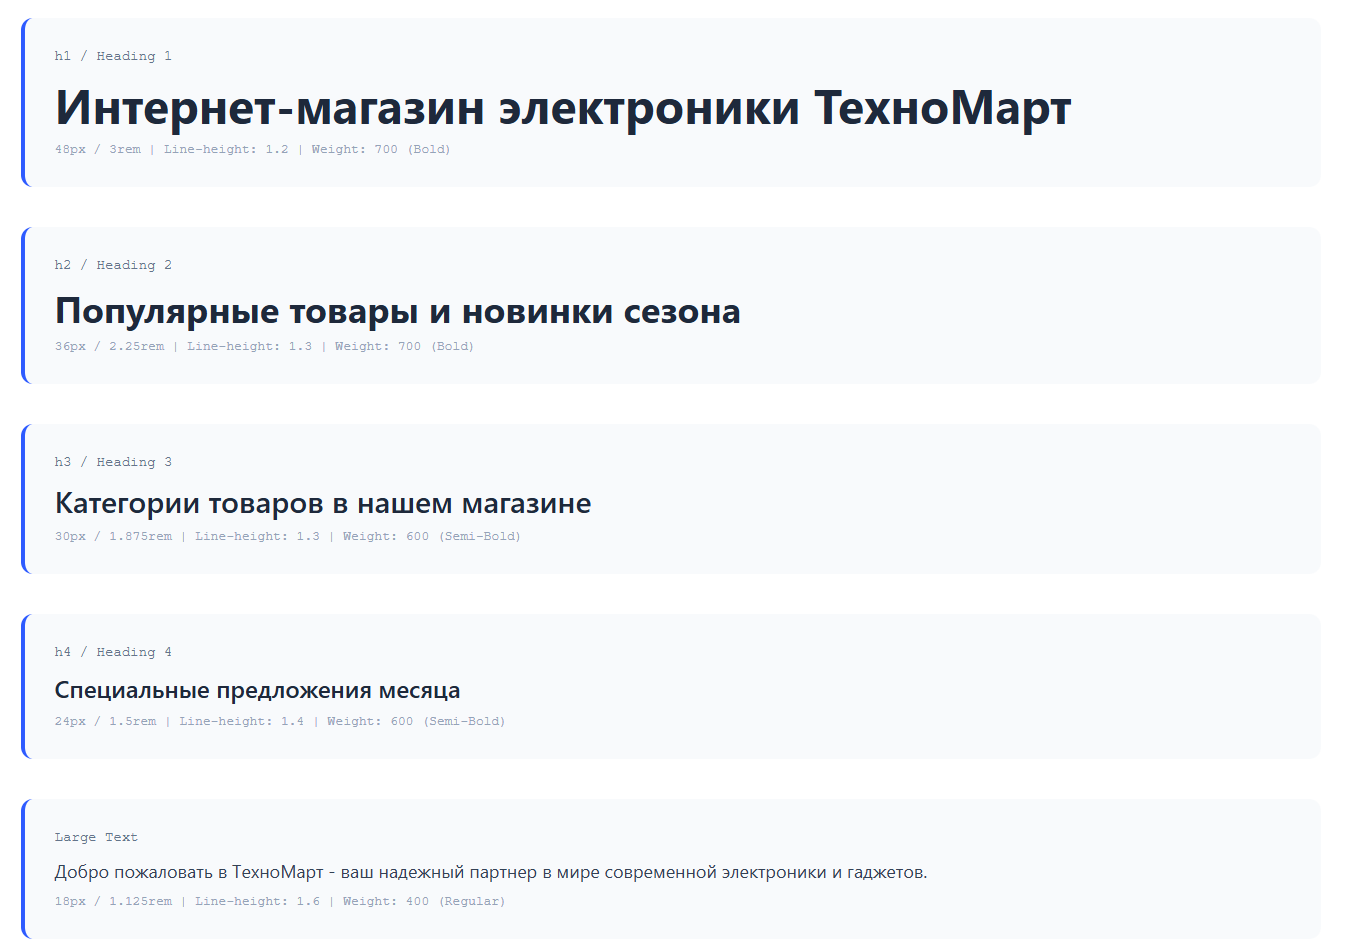 h1 / Heading 1
Интернет-магазин электроники ТехноМарт
48px / 3rem | Line-height: 1.2 | Weight: 700 (Bold)
h2 / Heading 2
Популярные товары и новинки сезона
36px / 2.25rem | Line-height: 1.3 | Weight: 700 (Bold)
h3 / Heading 3
Категории товаров в нашем магазине
30px / 1.875rem | Line-height: 1.3 | Weight: 600 (Semi-Bold)
h4 / Heading 4
Специальные предложения месяца
24px / 1.5rem | Line-height: 1.4 | Weight: 600 (Semi-Bold)
Large Text
Добро пожаловать в ТехноМарт - ваш надежный партнер в мире современной электроники и гаджетов.
18px / 1.125rem | Line-height: 1.6 | Weight: 400 (Regular)